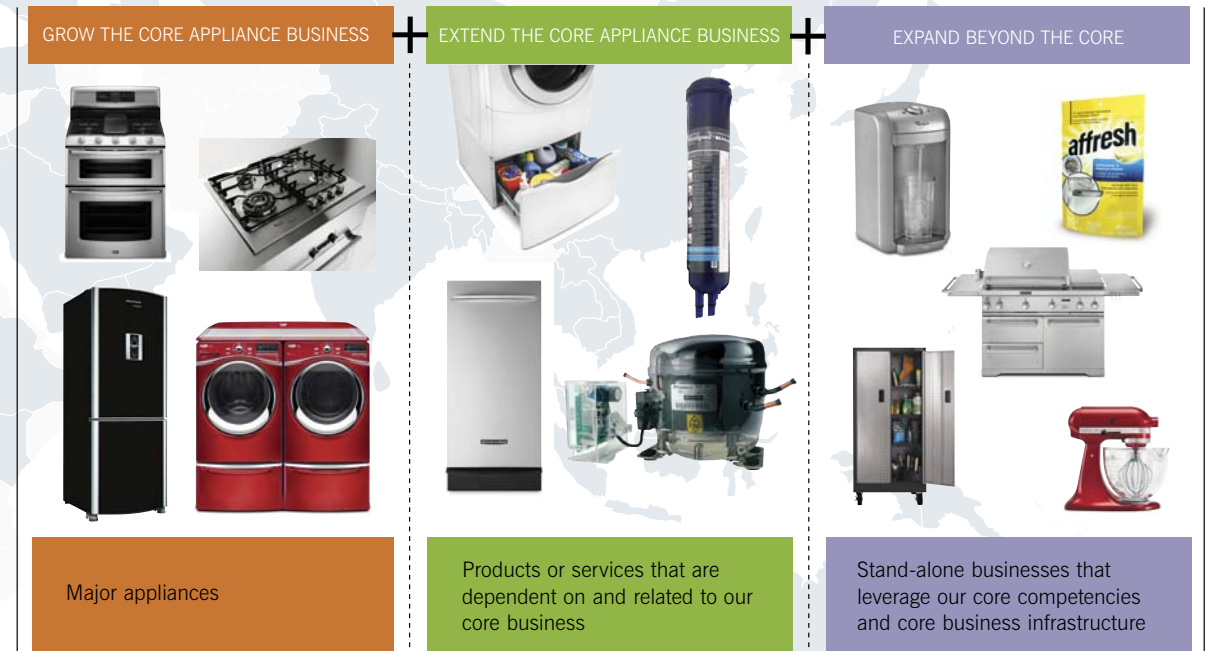 GROW THE CORE APPLIANCE BUSINESS
+
EXTEND THE CORE APPLIANCE BUSINESS
+
EXPAND BEYOND THE CORE
affresh
Major appliances
Products or services that are
dependent on and related to our
core business
Stand-alone businesses that
leverage our core competencies
and core business infrastructure